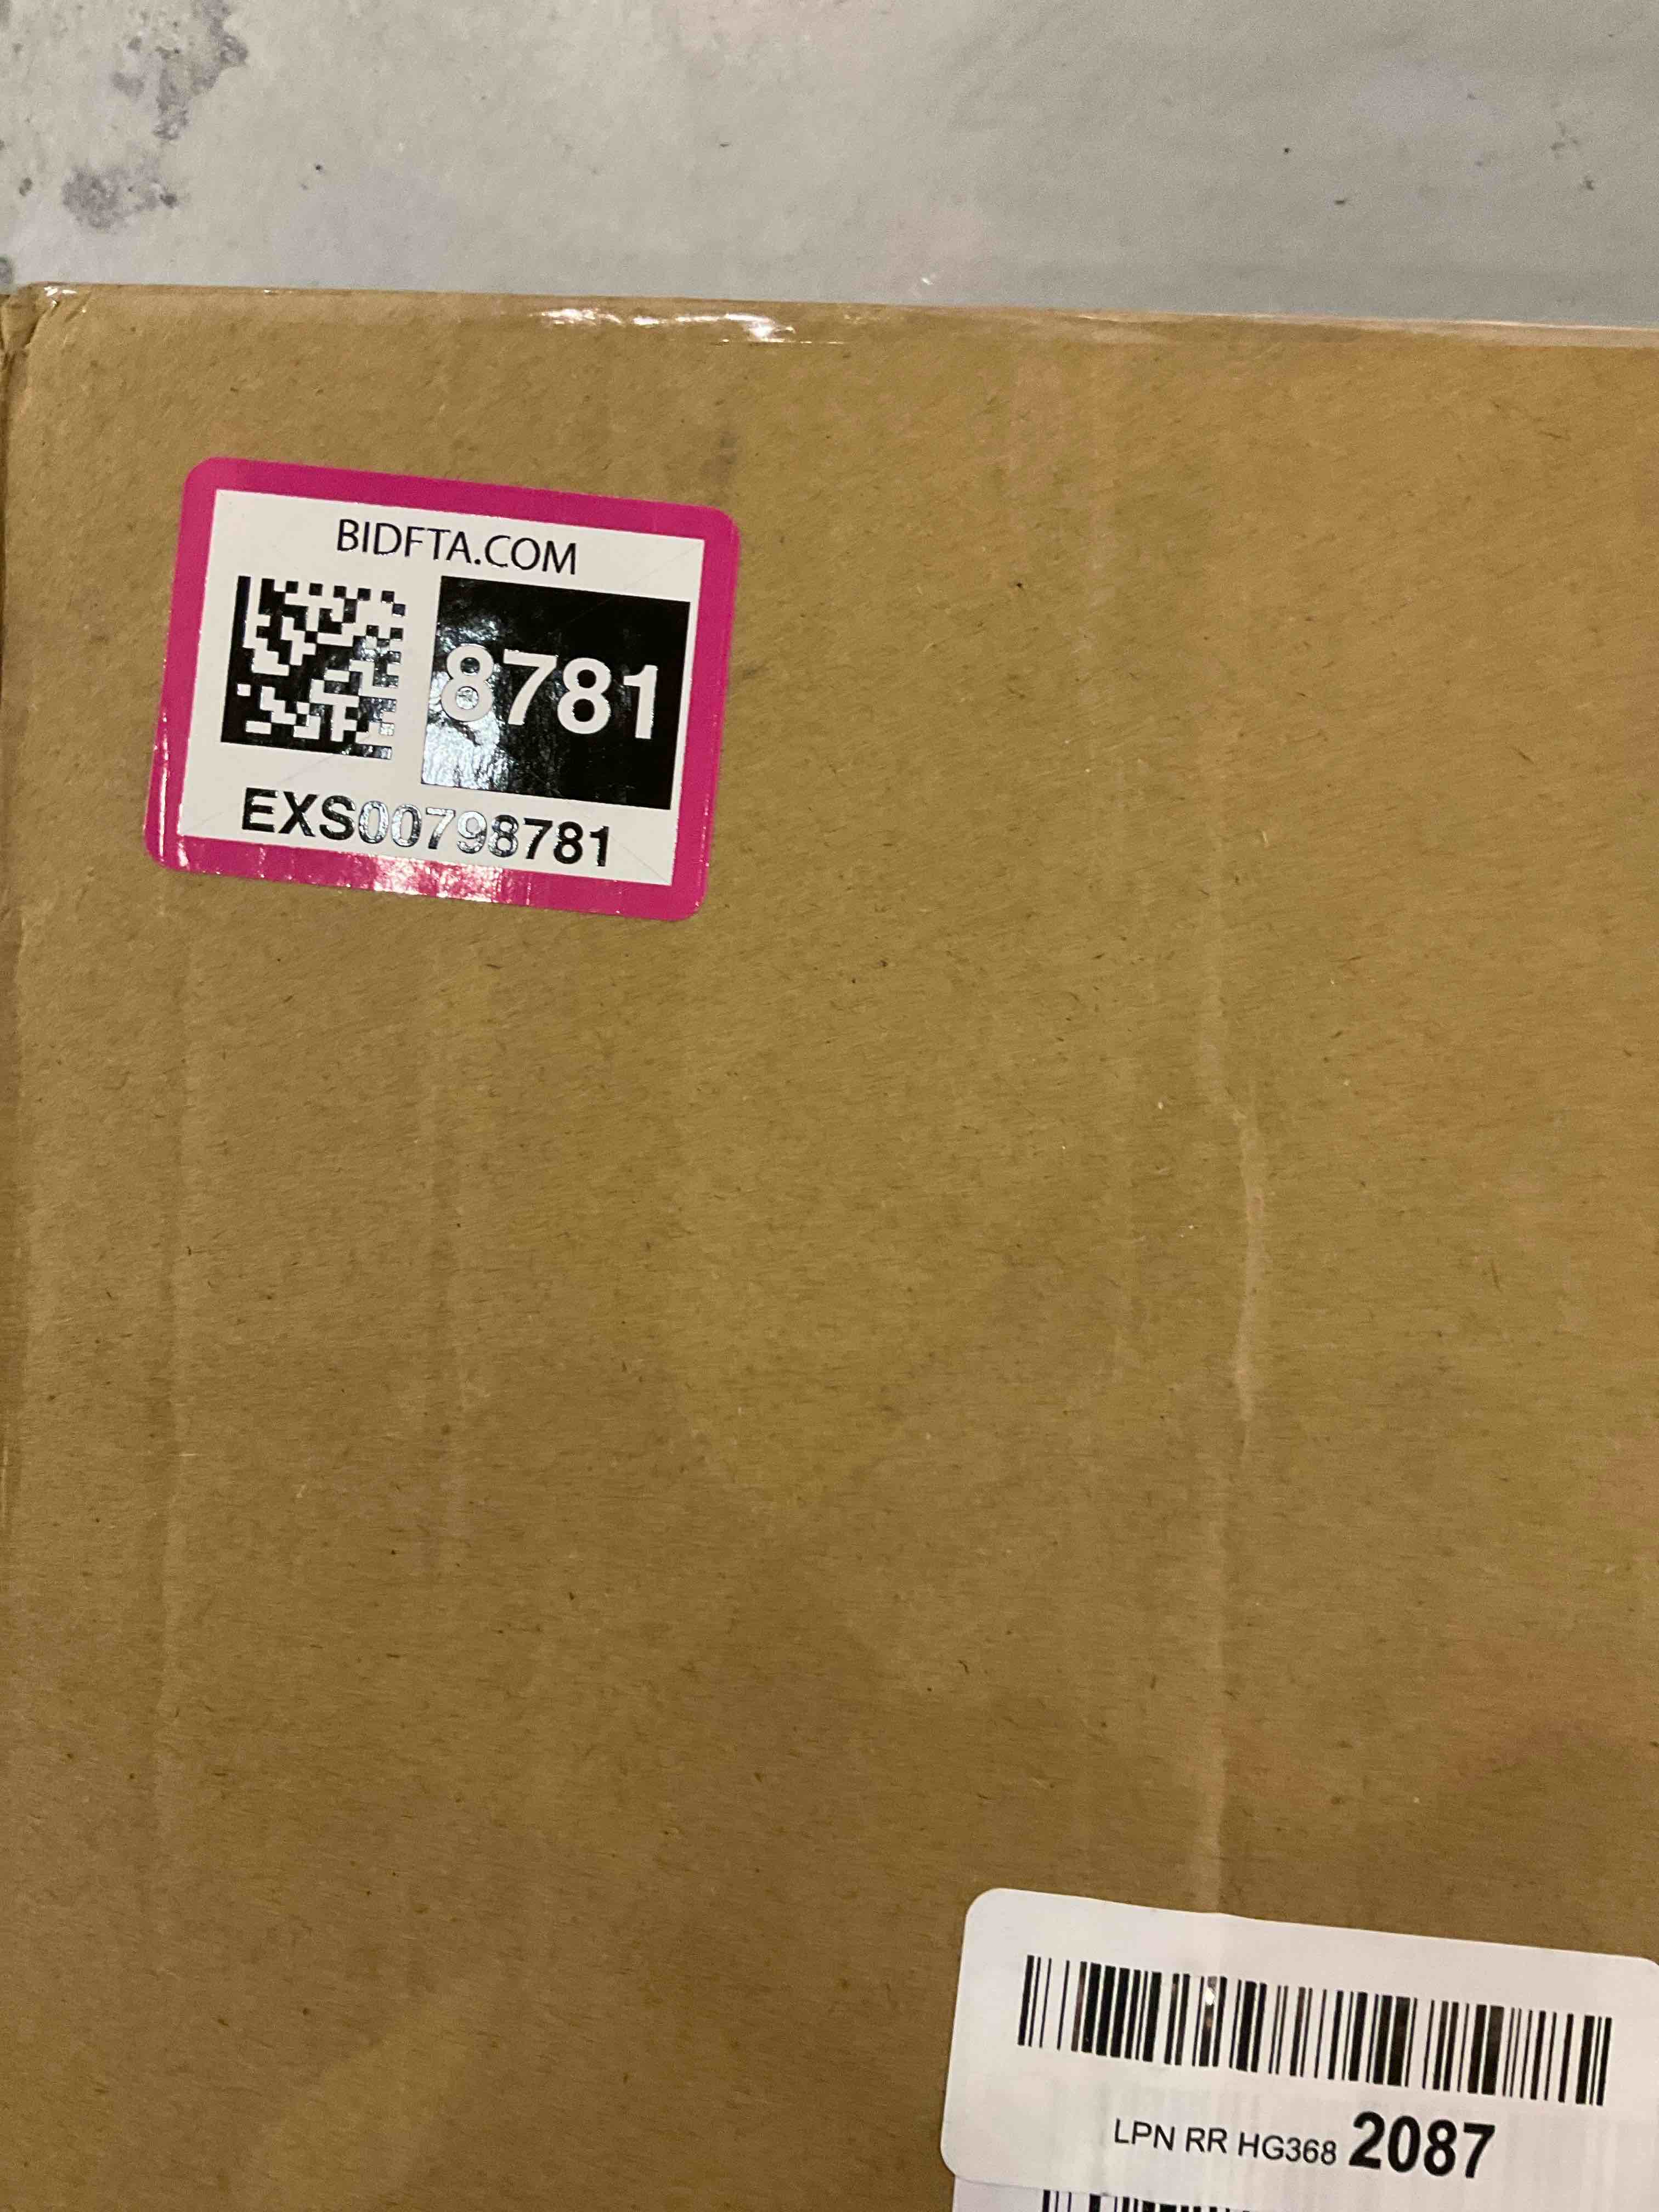 BIDFTA.COM
8781
EXS00798781
LPN RR HG368 2087